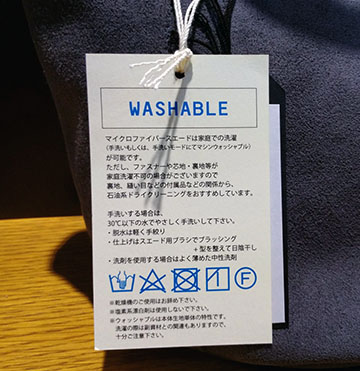 WASHABLE
マイクロファイバースエードは家庭での洗濯
(手洗いもしくは、手洗いモードにてマシンウォッシャブル)
が可能です。
ただし、ファスナーや芯地・裏地等が
家庭洗濯不可の場合がございますので
裏地、縫い目などの付属品などの関係から、
石油系ドライクリーニングをおすすめしています。
手洗いする場合は、
30℃以下の水でやさしく手洗いして下さい。
・脱水は軽く手絞り
・仕上げはスエード用ブラシでブラッシング
+型を整えて日陰干し
・洗剤を使用する場合はよく薄めた中性洗剤
F
※乾燥機のご使用はお辞め下さい。
※塩素系漂白剤は使用しないで下さい。
※ウォッシャブルは本体生地単体の特性です。
洗濯の際は副資材との関連もありますので、
十分ご注意下さい。